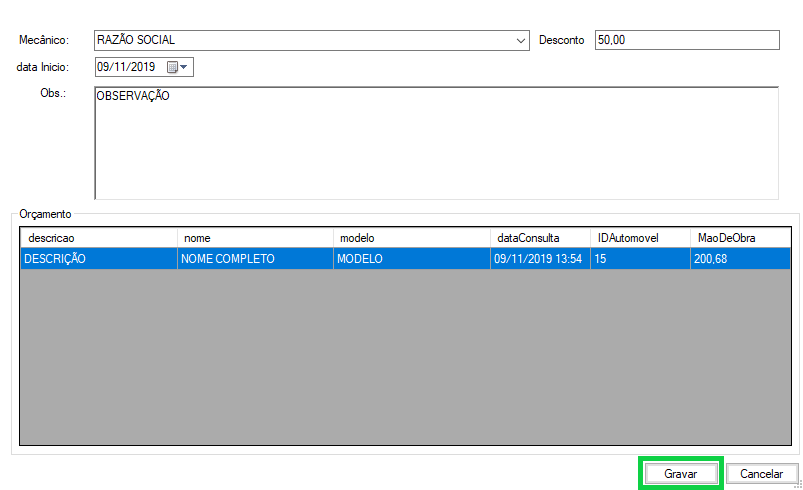 Mecânico: RAZÃO SOCIAL Desconto 50,00
data Inicio: 09/11/2019
Obs.: OBSERVAÇÃO
Orçamento
descricao nome modelo dataConsulta IDAutomovel MaoDeObra
DESCRIÇÃO NOME COMPLETO MODELO 09/11/2019 13:54 15 200,68
Gravar Cancelar